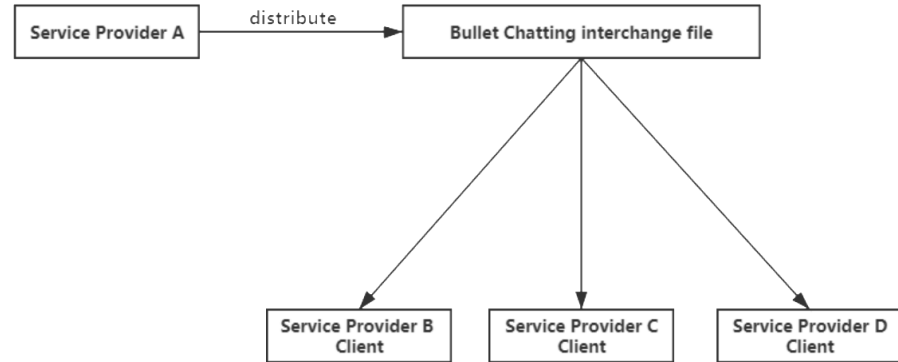 distribute
Service Provider A
Bullet Chatting interchange file
Service Provider B
Client
Service Provider C
Client
Service Provider D
Client